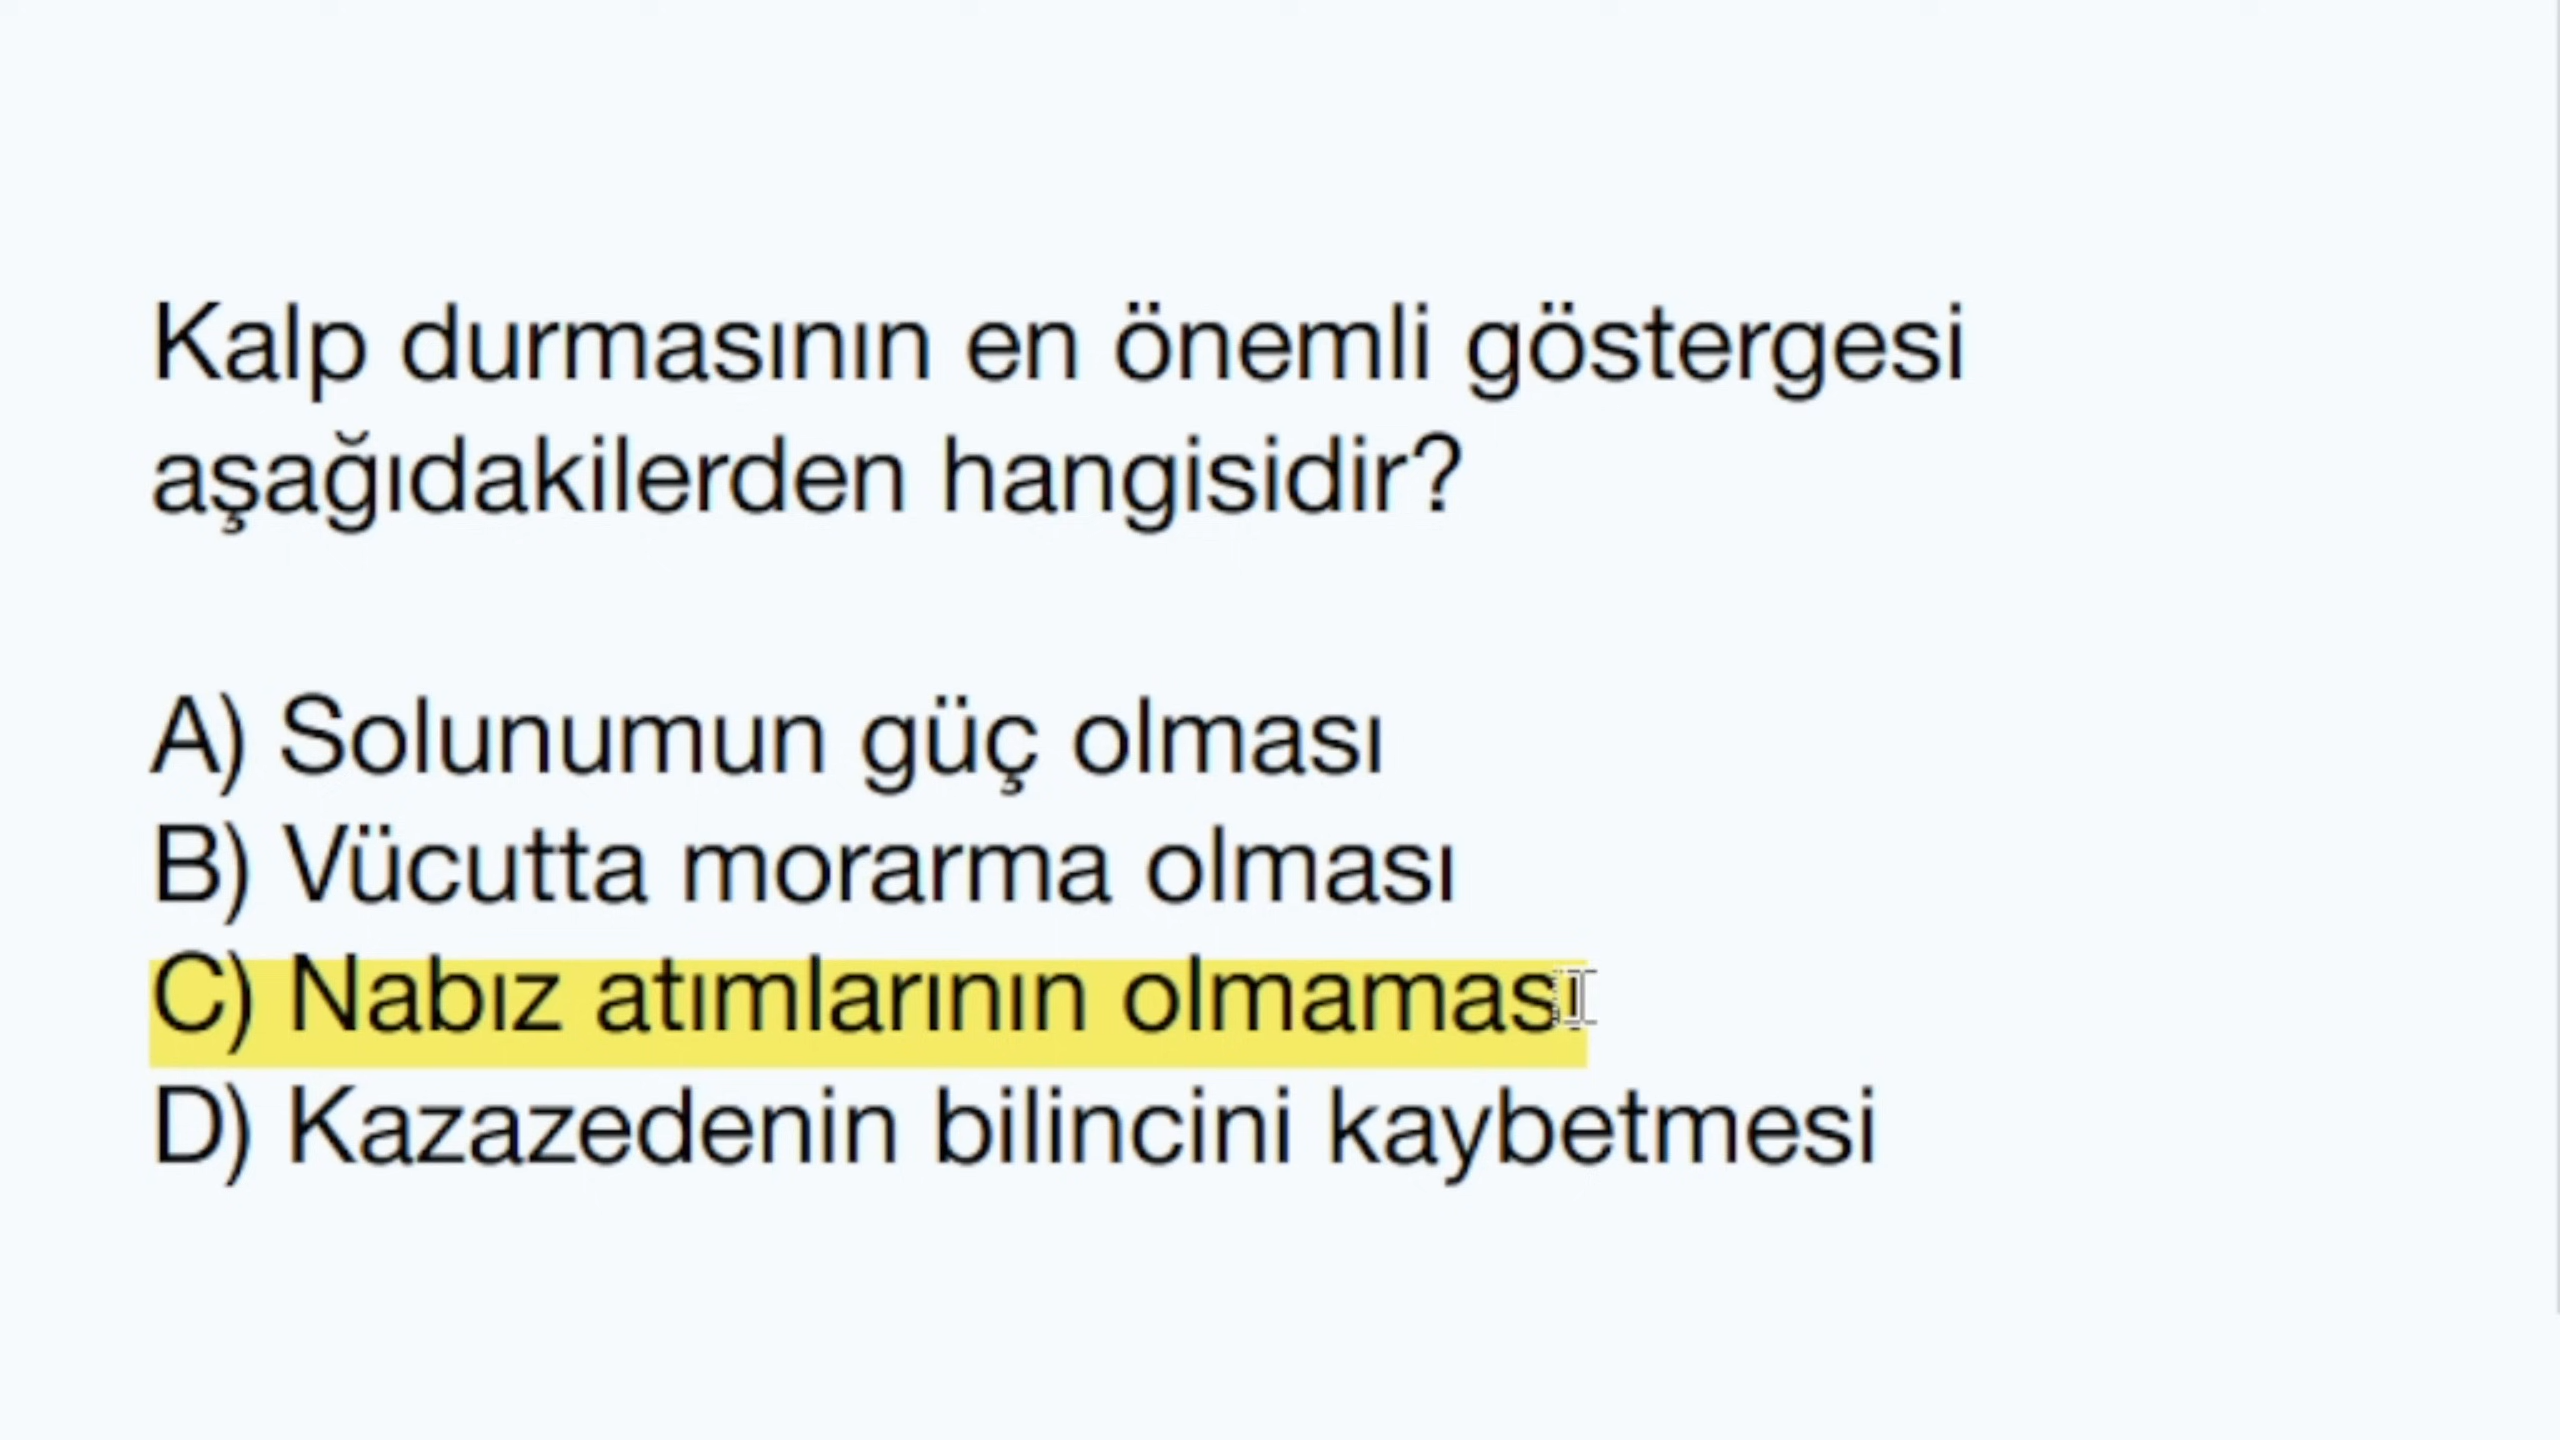 Kalp durmasının en önemli göstergesi
aşağıdakilerden hangisidir?
A) Solunumun güç olması
B) Vücutta morarma olması
C) Nabız atımlarının olmaması
D) Kazazedenin bilincini kaybetmesi